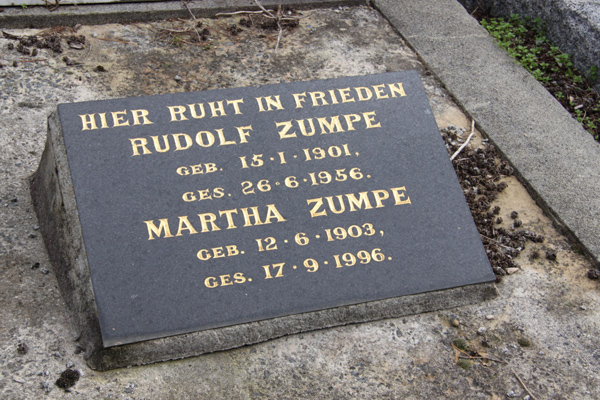 HIER RUHT IN FRIEDEN
RUDOLF ZUMPE
GEB. 15·1·1901,
GES. 26·6·1956.
MARTHA ZUMPE
GEB. 12·6·1903,
GES. 17·9·1996.